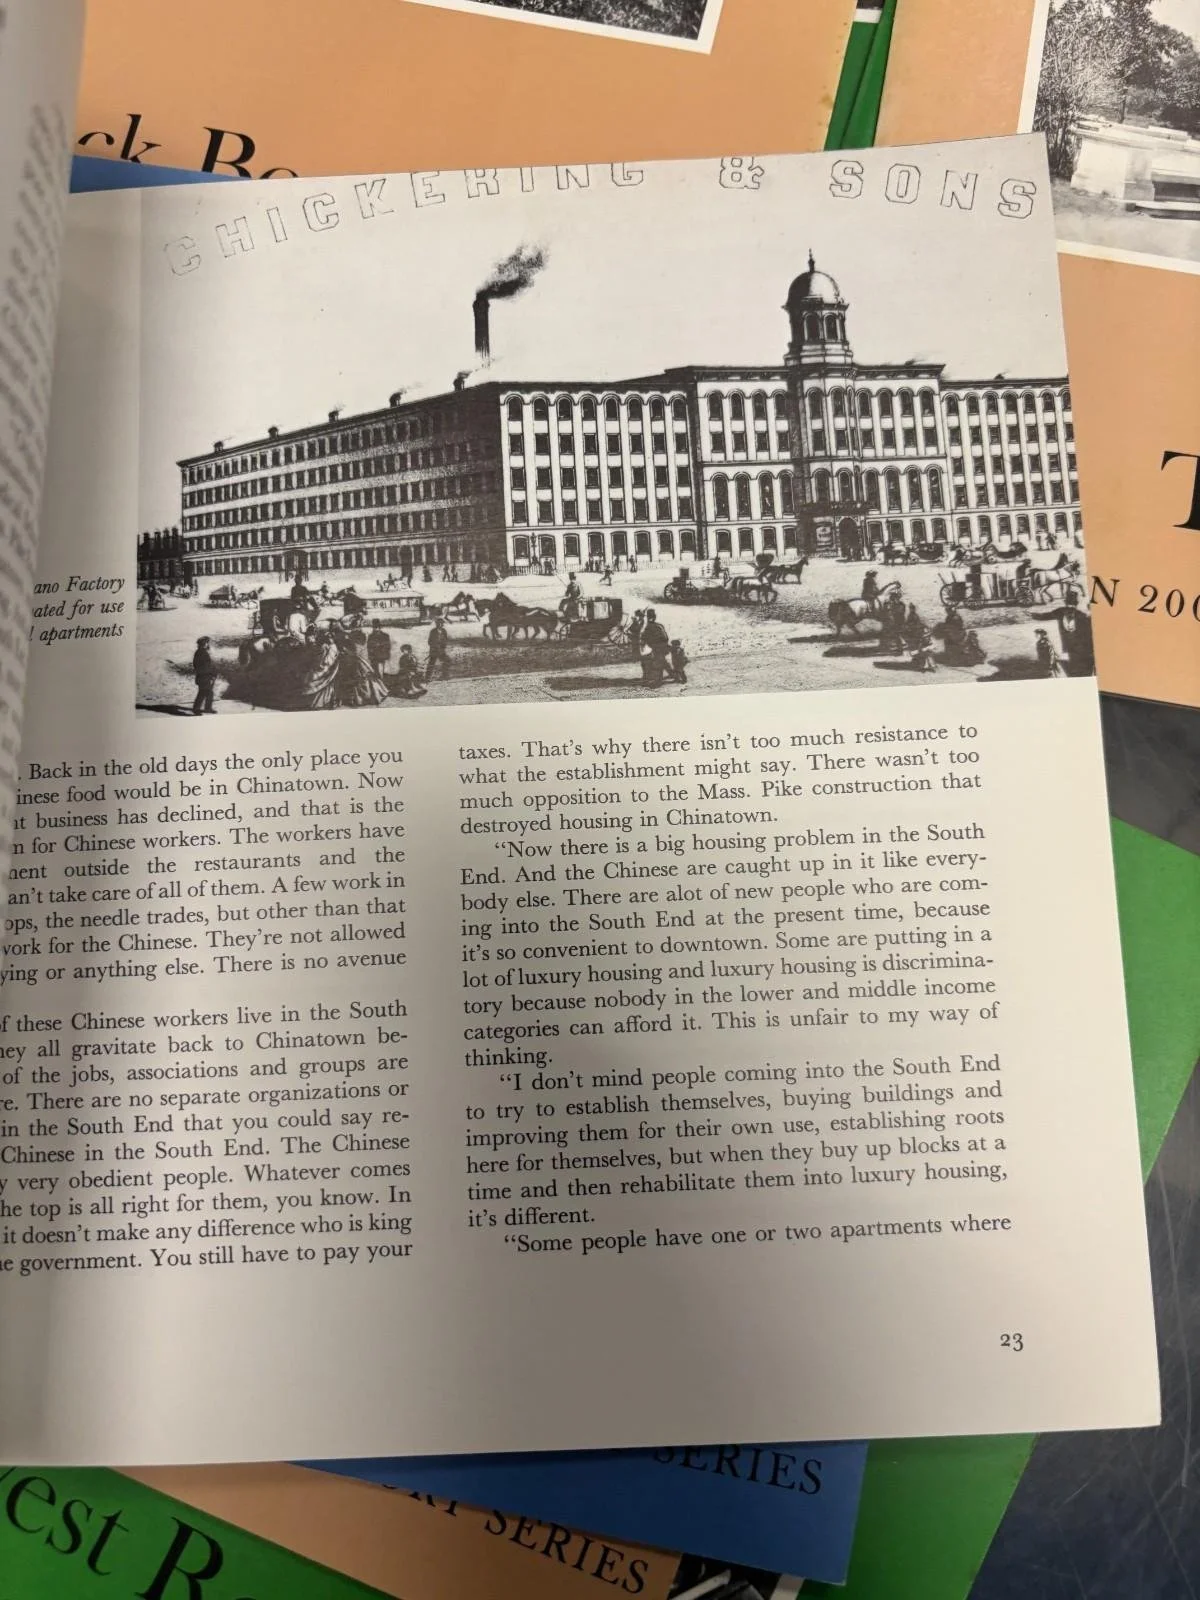 ck
CHICKERING & SONS
T
N 200
ano Factory
ated for use
apartments
. Back in the old days the only place you
inese food would be in Chinatown. Now
at business has declined, and that is the
n for Chinese workers. The workers have
ment outside the restaurants and the
an't take care of all of them. A few work in
ops, the needle trades, but other than that
work for the Chinese. They're not allowed
ying or anything else. There is no avenue
f these Chinese workers live in the South
hey all gravitate back to Chinatown be-
of the jobs, associations and groups are
re. There are no separate organizations or
in the South End that you could say re-
Chinese in the South End. The Chinese
y very obedient people. Whatever comes
he top is all right for them, you know. In
it doesn't make any difference who is king
e government. You still have to pay your
taxes. That's why there isn't too much resistance to
what the establishment might say. There wasn't too
much opposition to the Mass. Pike construction that
destroyed housing in Chinatown.
"Now there is a big housing problem in the South
End. And the Chinese are caught up in it like every-
body else. There are alot of new people who are com-
ing into the South End at the present time, because
it's so convenient to downtown. Some are putting in a
lot of luxury housing and luxury housing is discrimina-
tory because nobody in the lower and middle income
categories can afford it. This is unfair to my way of
thinking.
"I don't mind people coming into the South End
to try to establish themselves, buying buildings and
improving them for their own use, establishing roots
here for themselves, but when they buy up blocks at a
time and then rehabilitate them into luxury housing,
it's different.
"Some people have one or two apartments where
23
SERIES
SERIES
est